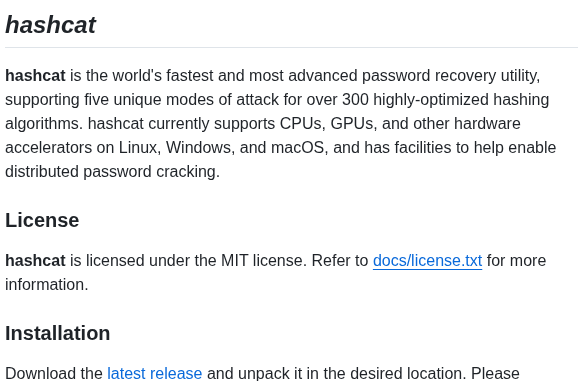 hashcat
hashcat is the world's fastest and most advanced password recovery utility,
supporting five unique modes of attack for over 300 highly-optimized hashing
algorithms. hashcat currently supports CPUs, GPUs, and other hardware
accelerators on Linux, Windows, and macOS, and has facilities to help enable
distributed password cracking.
License
hashcat is licensed under the MIT license. Refer to docs/license.txt for more
information.
Installation
Download the latest release and unpack it in the desired location. Please